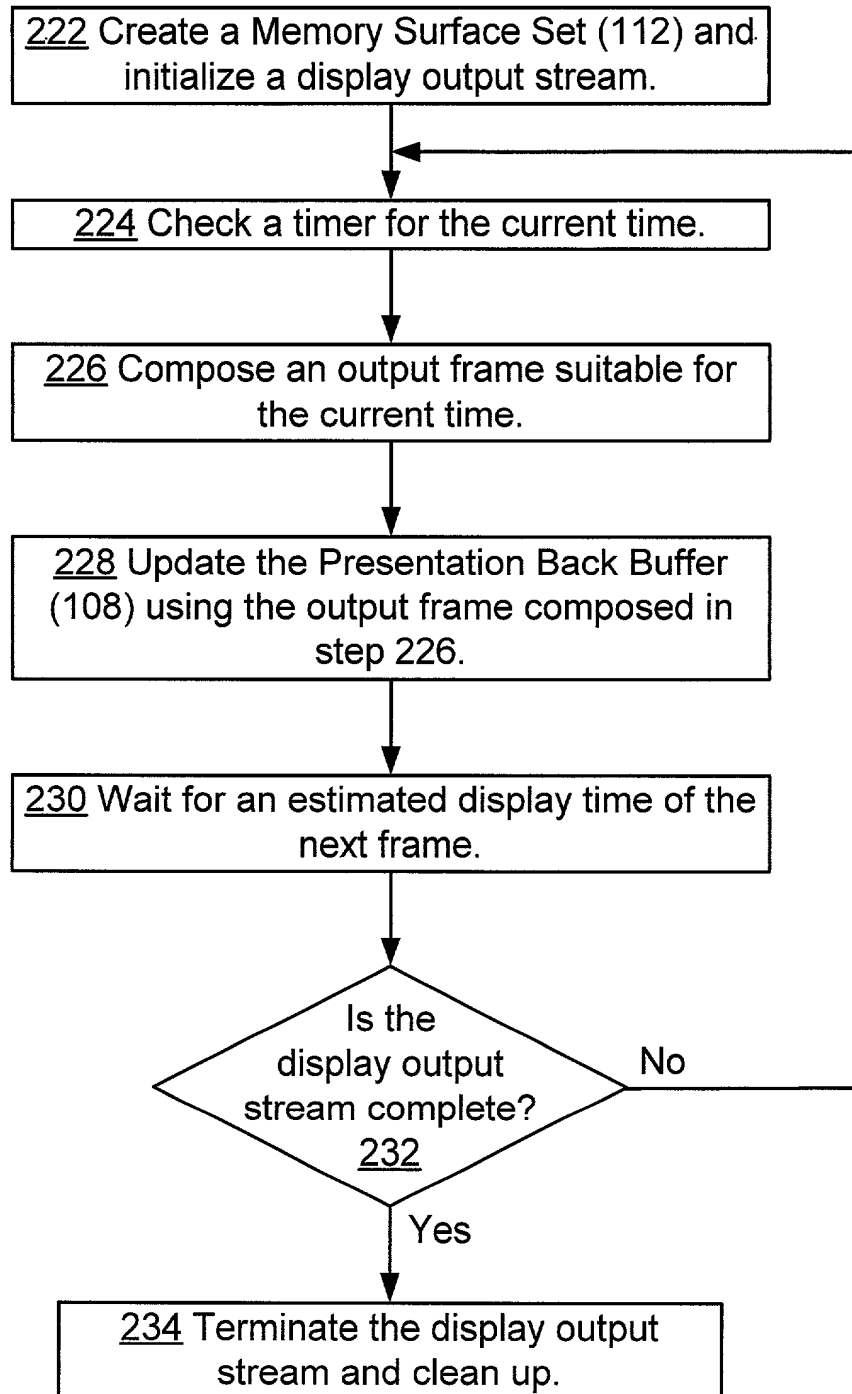 222 Create a Memory Surface Set (112) and
initialize a display output stream.
224 Check a timer for the current time.
226 Compose an output frame suitable for
the current time.
228 Update the Presentation Back Buffer
(108) using the output frame composed in
step 226.
230 Wait for an estimated display time of the
next frame.
Is the
display output
stream complete?
232
No
Yes
234 Terminate the display output
stream and clean up.